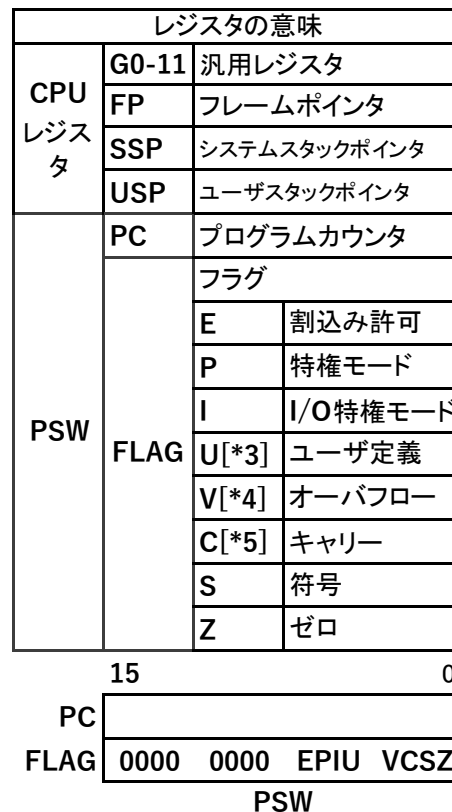 レジスタの意味
CPU
レジス
タ
G0-11 汎用レジスタ
FP フレームポインタ
SSP システムスタックポインタ
USP ユーザスタックポインタ
PSW
PC プログラムカウンタ
FLAG
フラグ
E 割込み許可
P 特権モード
I I/O特権モード
U[*3] ユーザ定義
V[*4] オーバフロー
C[*5] キャリー
S 符号
Z ゼロ
15 0
PC
FLAG 0000 0000 EPIU VCSZ
PSW